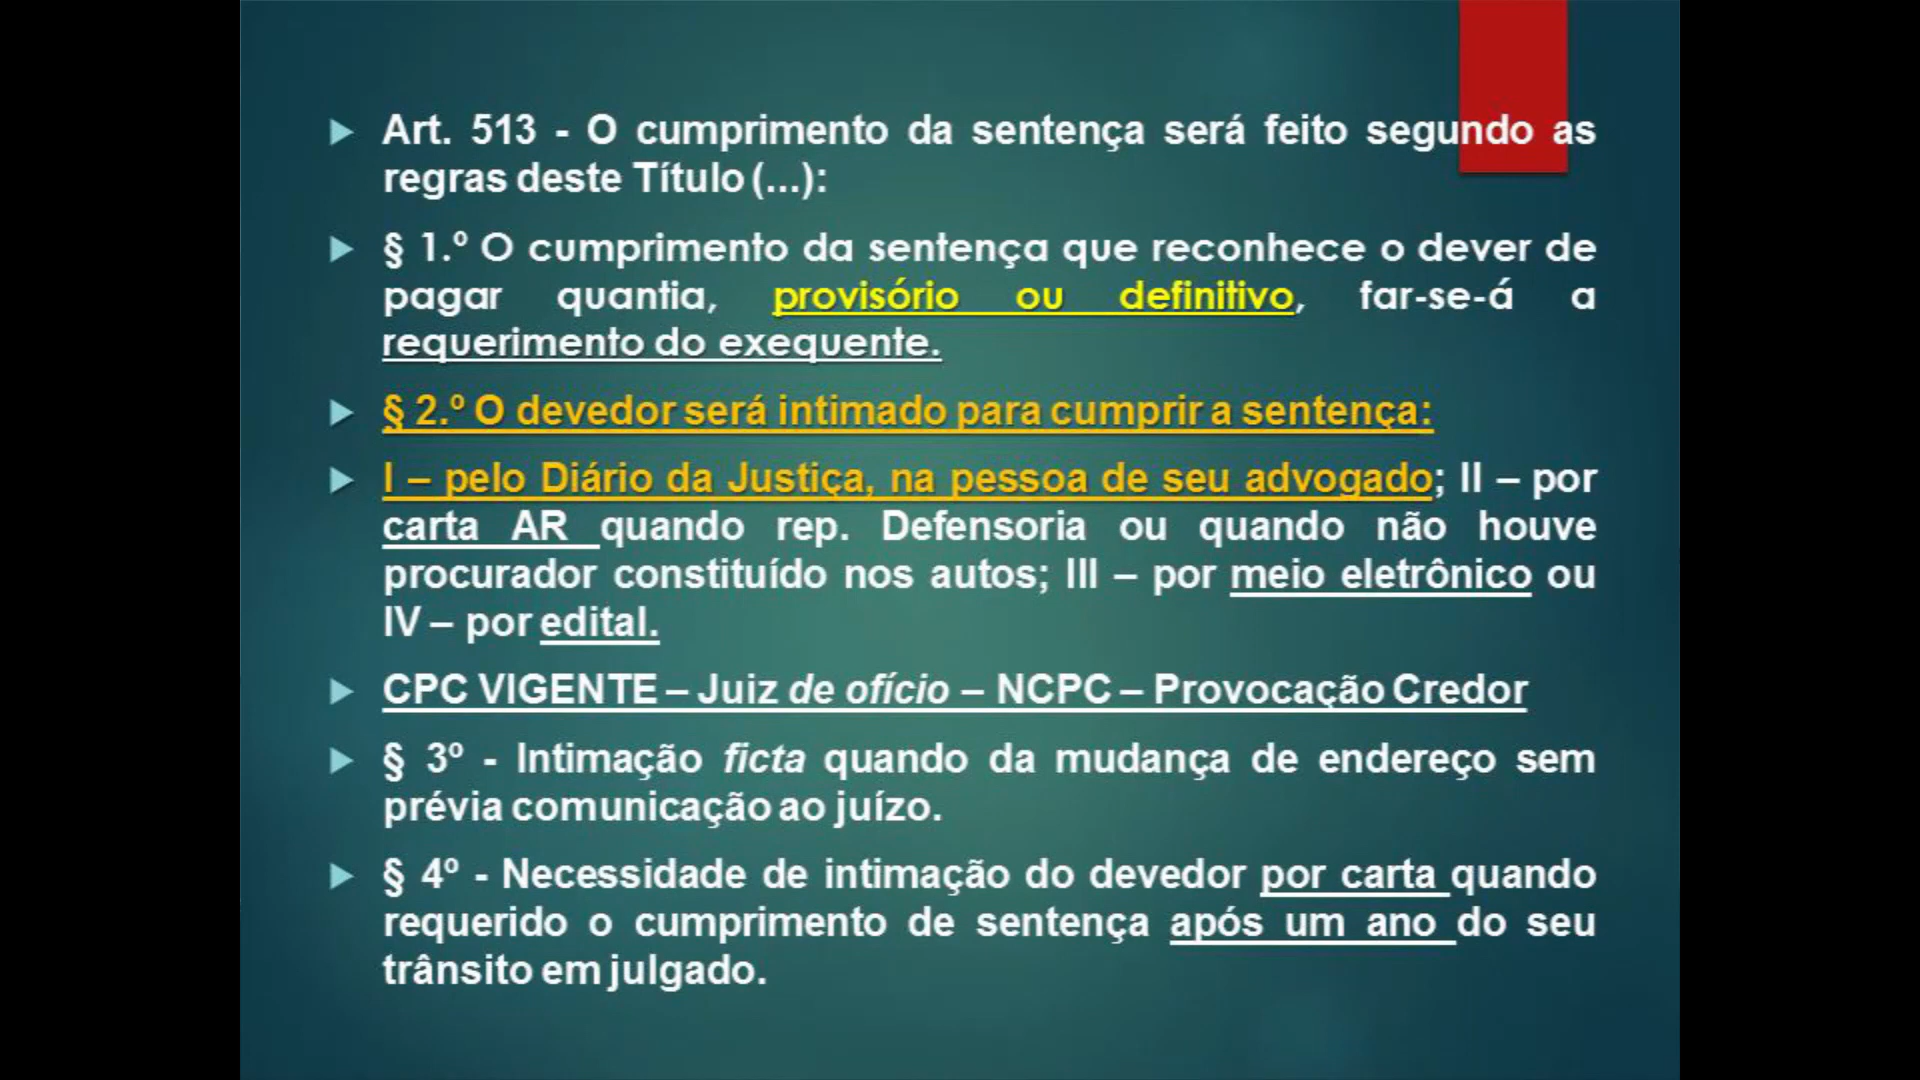 Art. 513 - O cumprimento da sentença será feito segundo as
regras deste Título (...):
§ 1.º O cumprimento da sentença que reconhece o dever de
pagar quantia, provisório ou definitivo, far-se-á a
requerimento do exequente.
§ 2.º O devedor será intimado para cumprir a sentença:
I – pelo Diário da Justiça, na pessoa de seu advogado; II – por
carta AR quando rep. Defensoria ou quando não houve
procurador constituído nos autos; III – por meio eletrônico ou
IV – por edital.
CPC VIGENTE – Juiz de ofício – NCPC – Provocação Credor
§ 3º - Intimação ficta quando da mudança de endereço sem
prévia comunicação ao juízo.
§ 4º - Necessidade de intimação do devedor por carta quando
requerido o cumprimento de sentença após um ano do seu
trânsito em julgado.